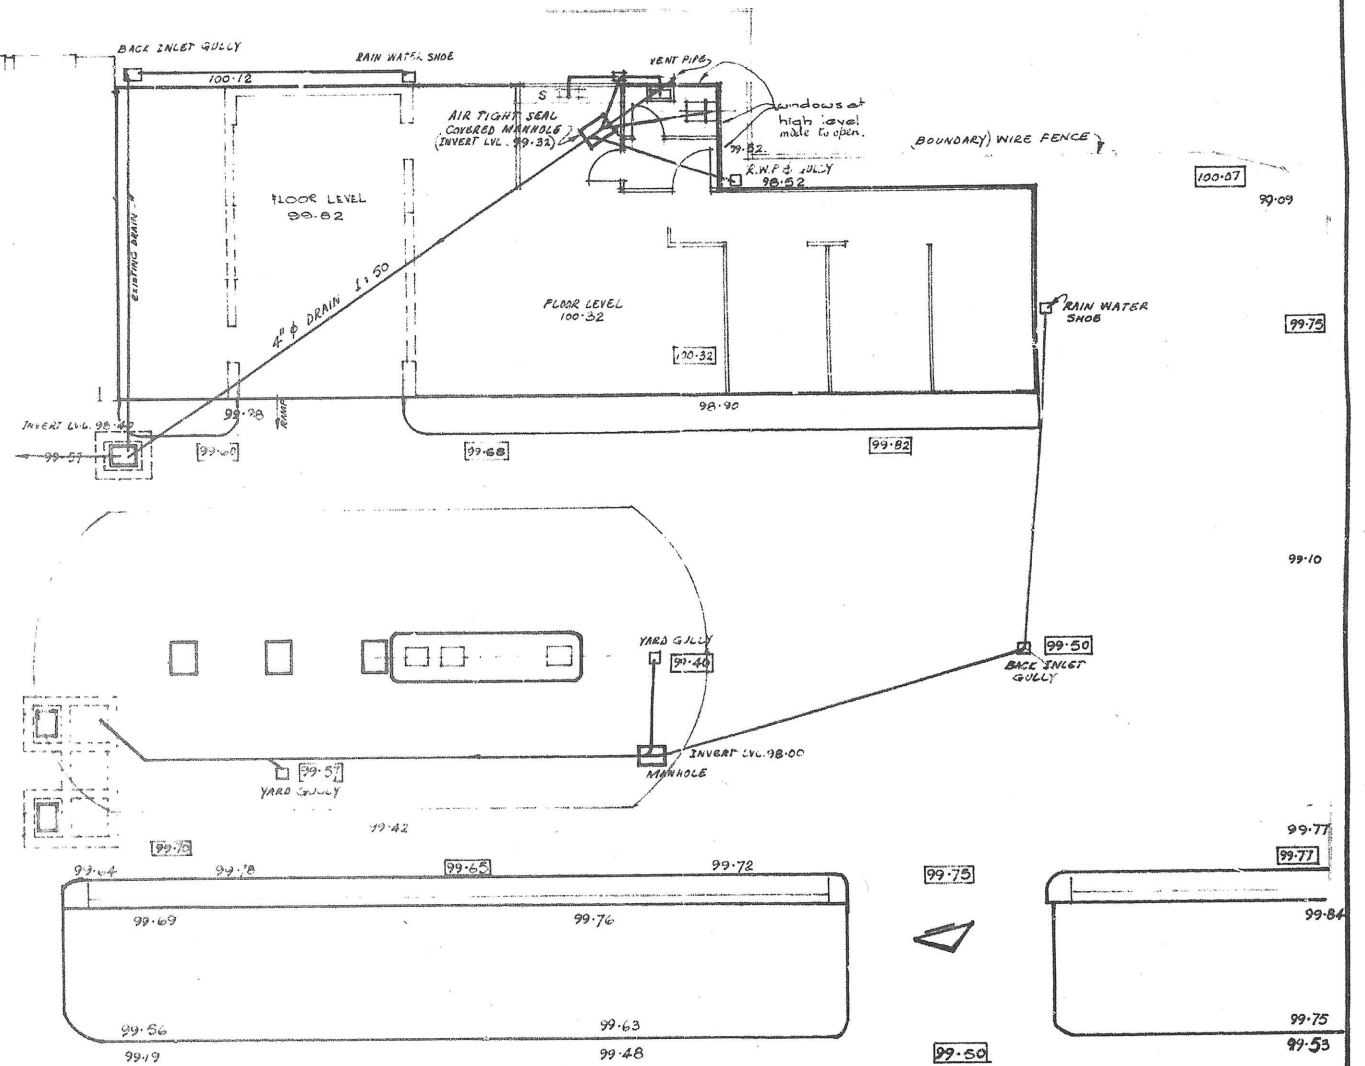 BACK INLET GULLY
RAIN WATER SHOE
VENT PIPE
100.12
S
AIR TIGHT SEAL
COVERED MANHOLE
(INVERT LVL. 99.32)
windows at
high level
made to open.
99.52
(BOUNDARY) WIRE FENCE
R.W.P & GULLY
98.52
100.07
99.09
EXISTING DRAIN
FLOOR LEVEL
99.82
4" φ DRAIN 1:50
FLOOR LEVEL
100.32
RAIN WATER
SHOE
99.75
100.32
99.98
RAMP
98.90
INVERT LVL. 98.40
99.57
99.60
99.68
99.82
99.10
YARD GULLY
99.40
99.50
BACK INLET
GULLY
INVERT LVL. 98.00
MANHOLE
99.57
YARD GULLY
99.42
99.70
99.77
99.77
99.64
99.78
99.65
99.72
99.75
99.69
99.76
99.84
99.56
99.63
99.75
99.19
99.48
99.50
99.53